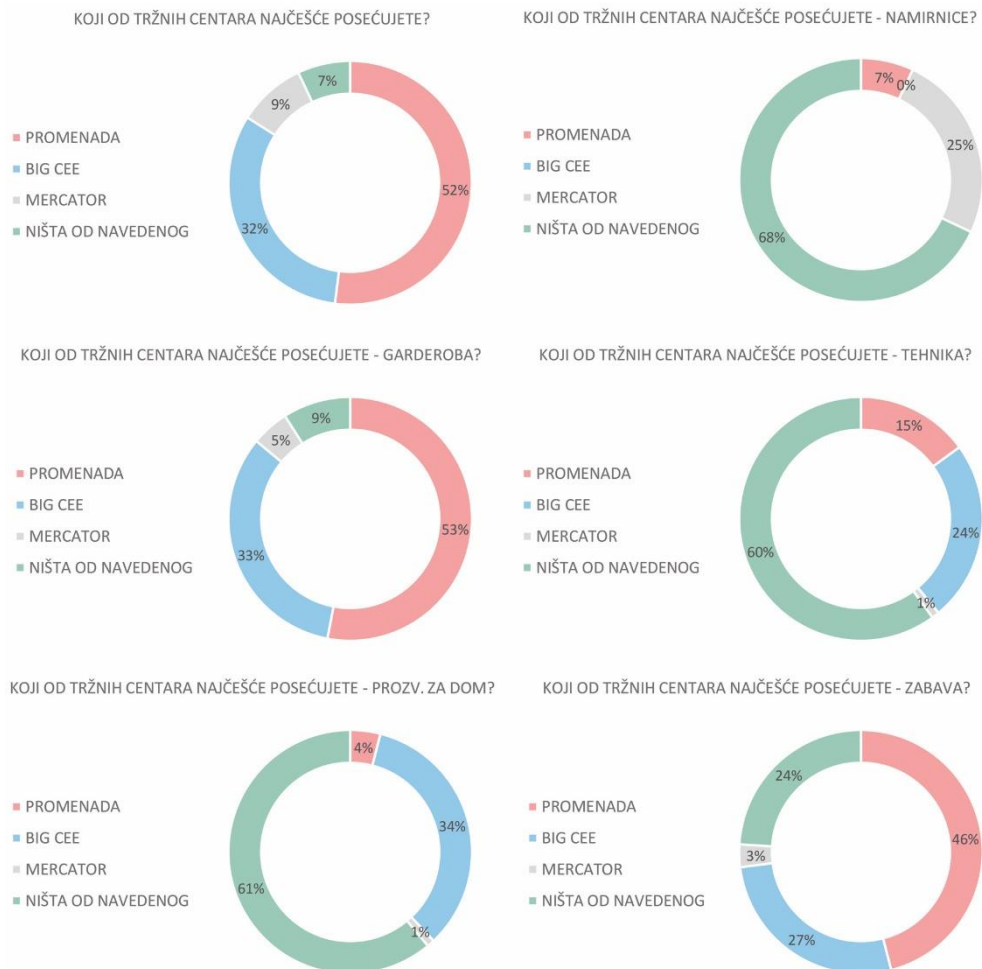 KOJI OD TRŽNIH CENTARA NAJČEŠĆE POSEĆUJETE?
7%
9%
PROMENADA
BIG CEE
52%
MERCATOR
32%
NIŠTA OD NAVEDENOG
KOJI OD TRŽNIH CENTARA NAJČEŠĆE POSEĆUJETE - NAMIRNICE?
7%
0%
PROMENADA
25%
BIG CEE
MERCATOR
NIŠTA OD NAVEDENOG
68%
KOJI OD TRŽNIH CENTARA NAJČEŠĆE POSEĆUJETE - GARDEROBA?
9%
5%
PROMENADA
BIG CEE
53%
MERCATOR
33%
NIŠTA OD NAVEDENOG
KOJI OD TRŽNIH CENTARA NAJČEŠĆE POSEĆUJETE - TEHNIKA?
15%
PROMENADA
BIG CEE
24%
MERCATOR
60%
NIŠTA OD NAVEDENOG
1%
KOJI OD TRŽNIH CENTARA NAJČEŠĆE POSEĆUJETE - PROZV. ZA DOM?
4%
PROMENADA
34%
BIG CEE
MERCATOR
61%
NIŠTA OD NAVEDENOG
1%
KOJI OD TRŽNIH CENTARA NAJČEŠĆE POSEĆUJETE - ZABAVA?
24%
PROMENADA
46%
BIG CEE
3%
MERCATOR
NIŠTA OD NAVEDENOG
27%